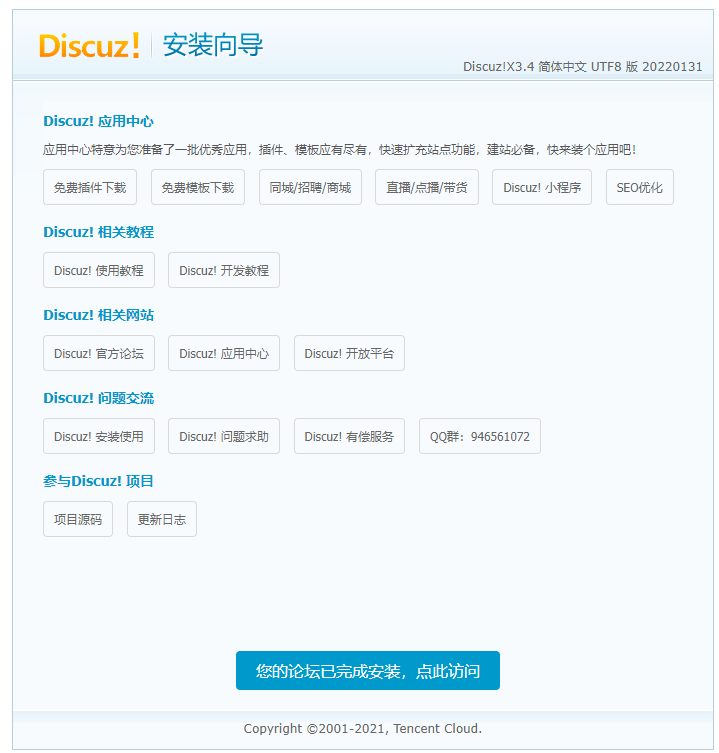 Discuz! 安装向导
Discuz!X3.4 简体中文 UTF8 版 20220131
Discuz! 应用中心
应用中心特意为您准备了一批优秀应用，插件、模板应有尽有，快速扩充站点功能，建站必备，快来装个应用吧！
免费插件下载 免费模板下载 同城/招聘/商城 直播/点播/带货 Discuz! 小程序 SEO优化
Discuz! 相关教程
Discuz! 使用教程 Discuz! 开发教程
Discuz! 相关网站
Discuz! 官方论坛 Discuz! 应用中心 Discuz! 开放平台
Discuz! 问题交流
Discuz! 安装使用 Discuz! 问题求助 Discuz! 有偿服务 QQ群：946561072
参与Discuz! 项目
项目源码 更新日志
您的论坛已完成安装，点此访问
Copyright ©2001-2021, Tencent Cloud.